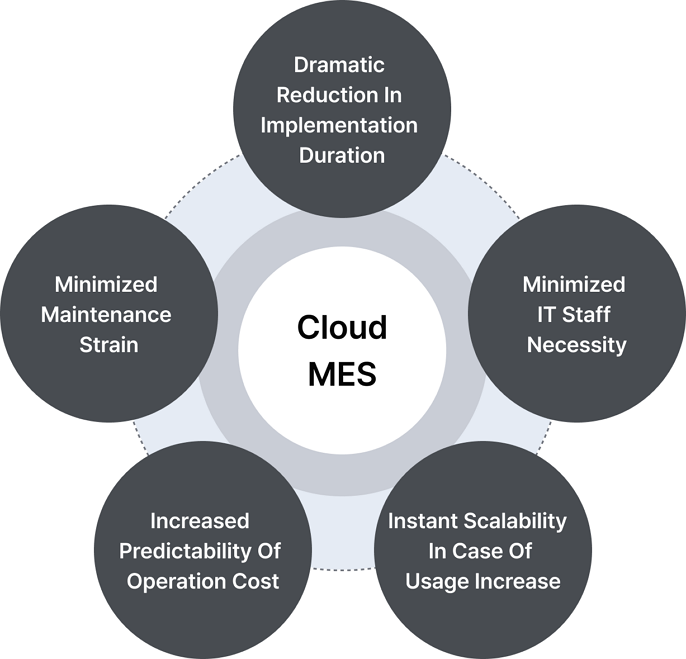 Dramatic
Reduction In
Implementation
Duration
Minimized
Maintenance
Strain
Minimized
IT Staff
Necessity
Cloud
MES
Increased
Predictability Of
Operation Cost
Instant Scalability
In Case Of
Usage Increase